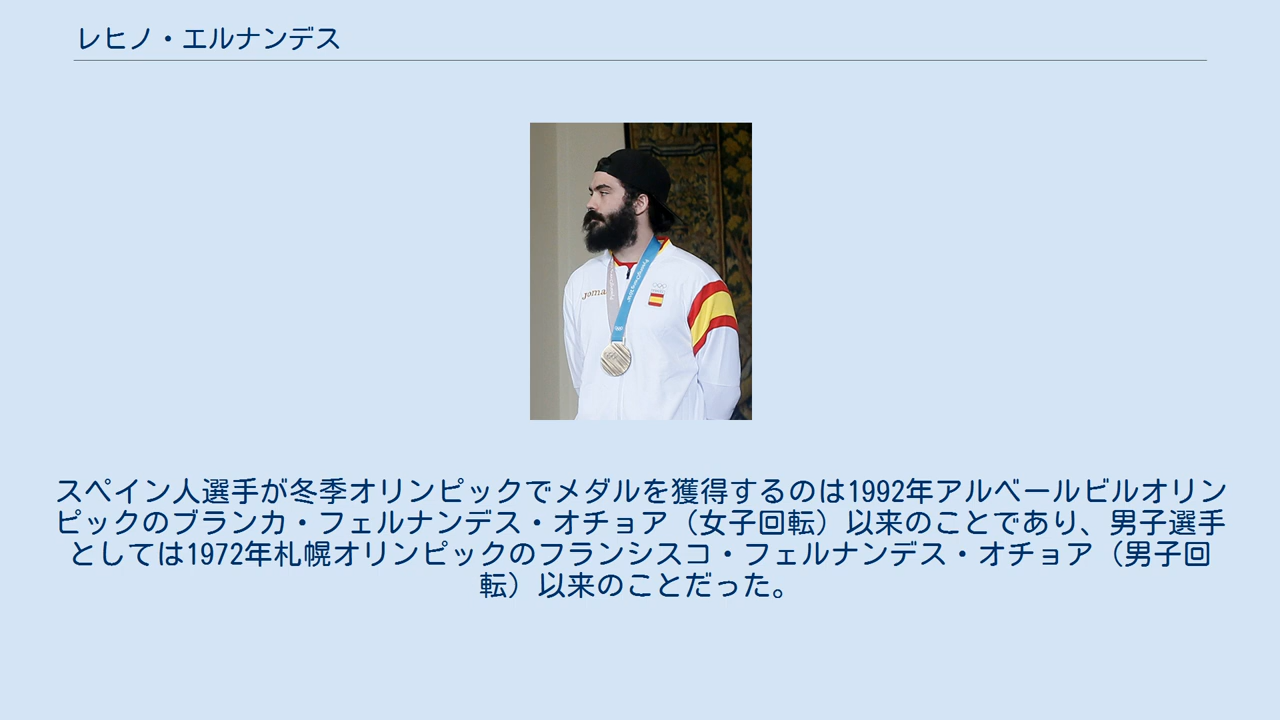 レヒノ・エルナンデス
Joma
スペイン人選手が冬季オリンピックでメダルを獲得するのは1992年アルベールビルオリン
ピックのブランカ・フェルナンデス・オチョア（女子回転）以来のことであり、男子選手
としては1972年札幌オリンピックのフランシスコ・フェルナンデス・オチョア（男子回
転）以来のことだった。